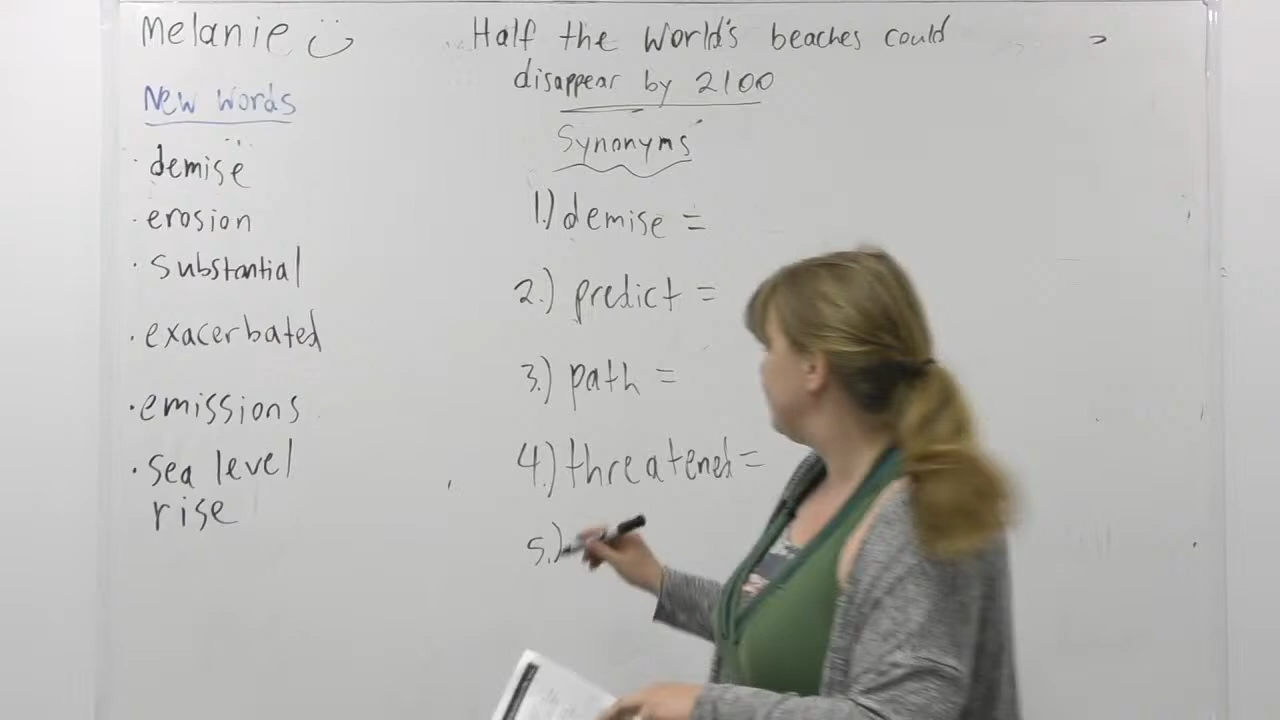 Melanie
New words
· demise
· erosion
· substantial
· exacerbated
· emissions
· sea level
rise
Half the world's beaches could
disappear by 2100
Synonyms
1.) demise =
2.) predict =
3.) path =
4.) threatened =
5.)